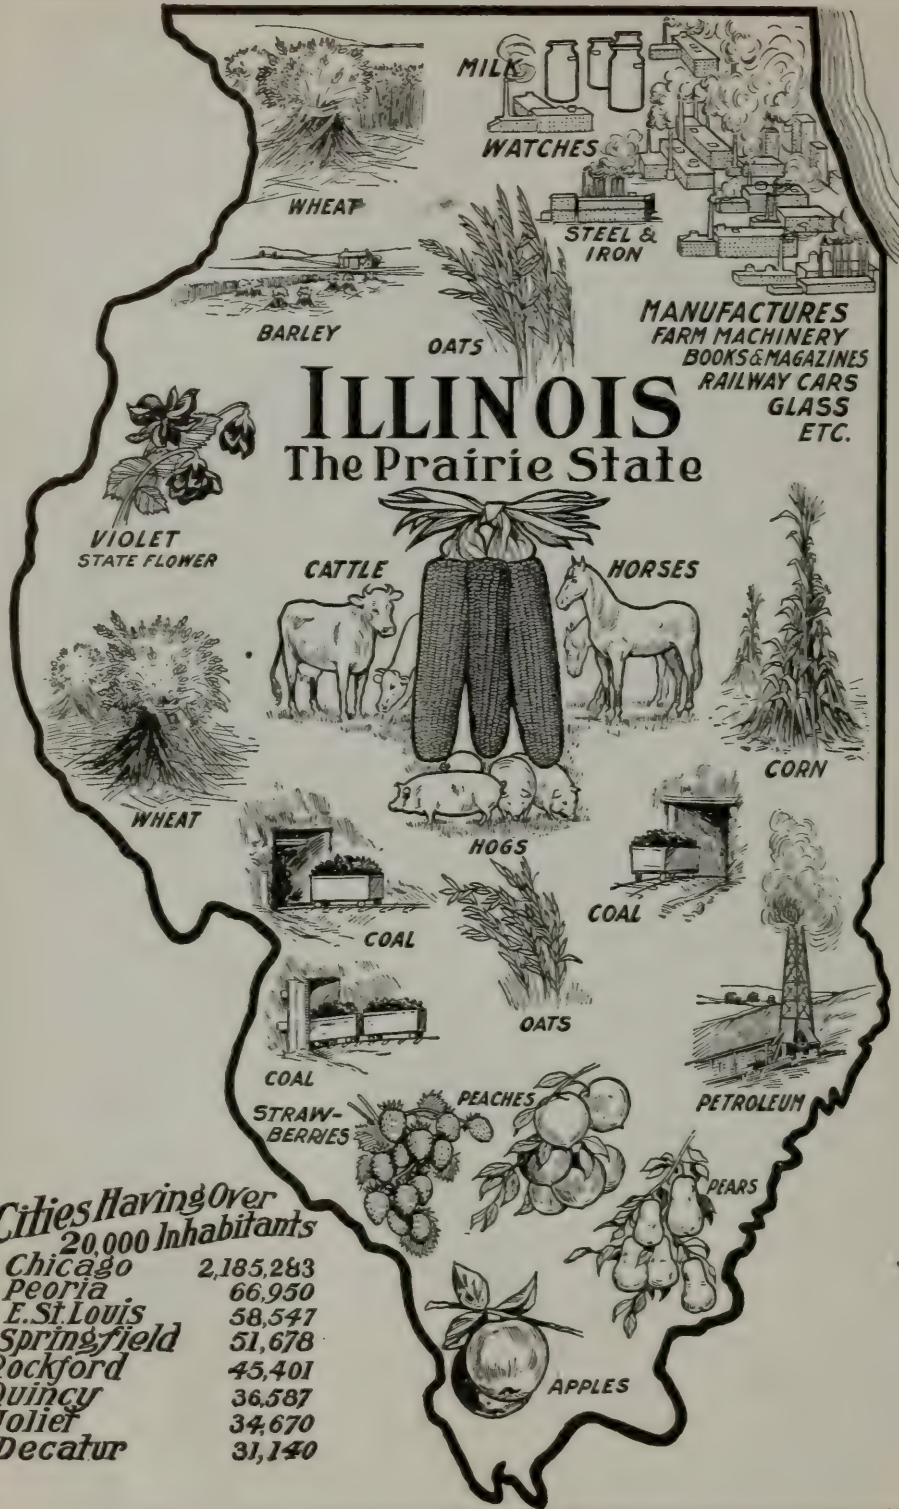 MILK
WATCHES
WHEAT
STEEL &
IRON
BARLEY
OATS
MANUFACTURES
FARM MACHINERY
BOOKS & MAGAZINES
RAILWAY CARS
GLASS
ETC.
ILLINOIS
The Prairie State
VIOLET
STATE FLOWER
CATTLE
HORSES
CORN
WHEAT
HOGS
COAL
COAL
OATS
COAL
PETROLEUM
STRAW-
BERRIES
PEACHES
PEARS
APPLES
Cities Having Over
20,000 Inhabitants
Chicago 2,185,283
Peoria 66,950
E. St. Louis 58,547
Springfield 51,678
Rockford 45,401
Quincy 36,587
Joliet 34,670
Decatur 31,140